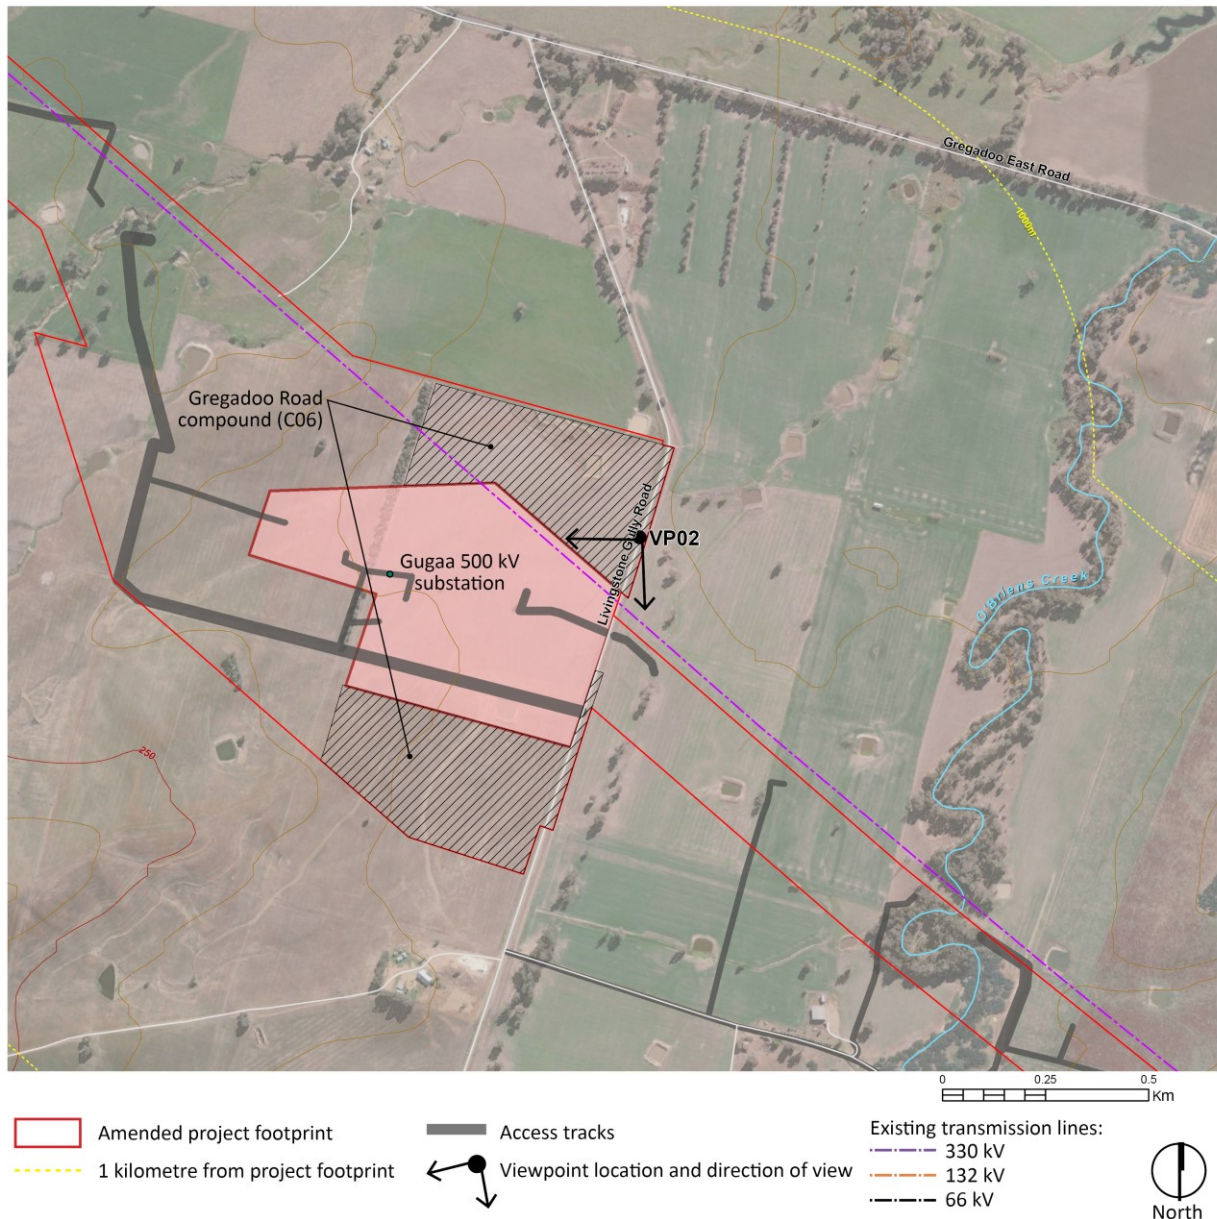 Gregadoo East Road
1000m
Gregadoo Road
compound (C06)
Livingstone Gully Road
VP02
Gugaa 500 kV
substation
O'Briens Creek
250
0 0.25 0.5
Km
Amended project footprint
1 kilometre from project footprint
Access tracks
Viewpoint location and direction of view
Existing transmission lines:
330 kV
132 kV
66 kV
North